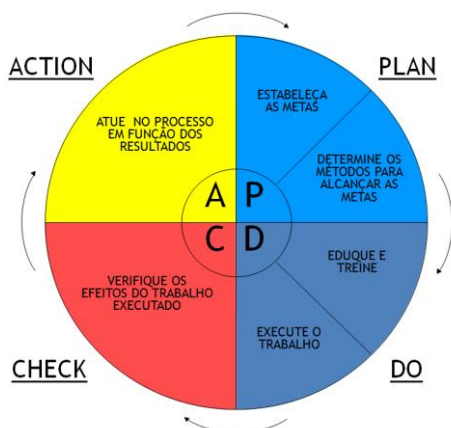 ACTION
PLAN
ATUE NO PROCESSO
EM FUNÇÃO DOS
RESULTADOS
ESTABELEÇA
AS METAS
DETERMINE OS
MÉTODOS PARA
ALCANÇAR AS
METAS
A P
C D
VERIFIQUE OS
EFEITOS DO TRABALHO
EXECUTADO
EDUQUE E
TREINE
EXECUTE O
TRABALHO
CHECK
DO